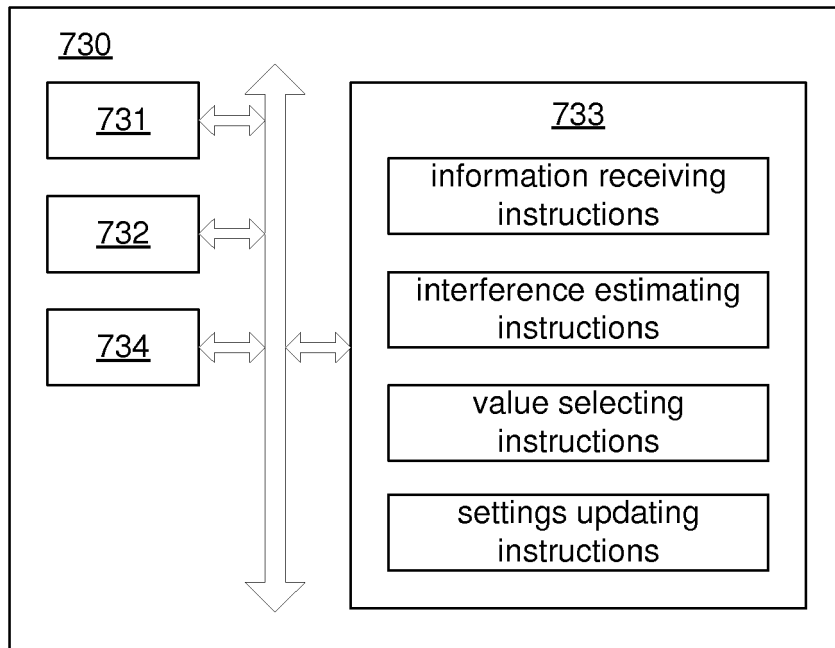 730
731
732
734
733
information receiving
instructions
interference estimating
instructions
value selecting
instructions
settings updating
instructions